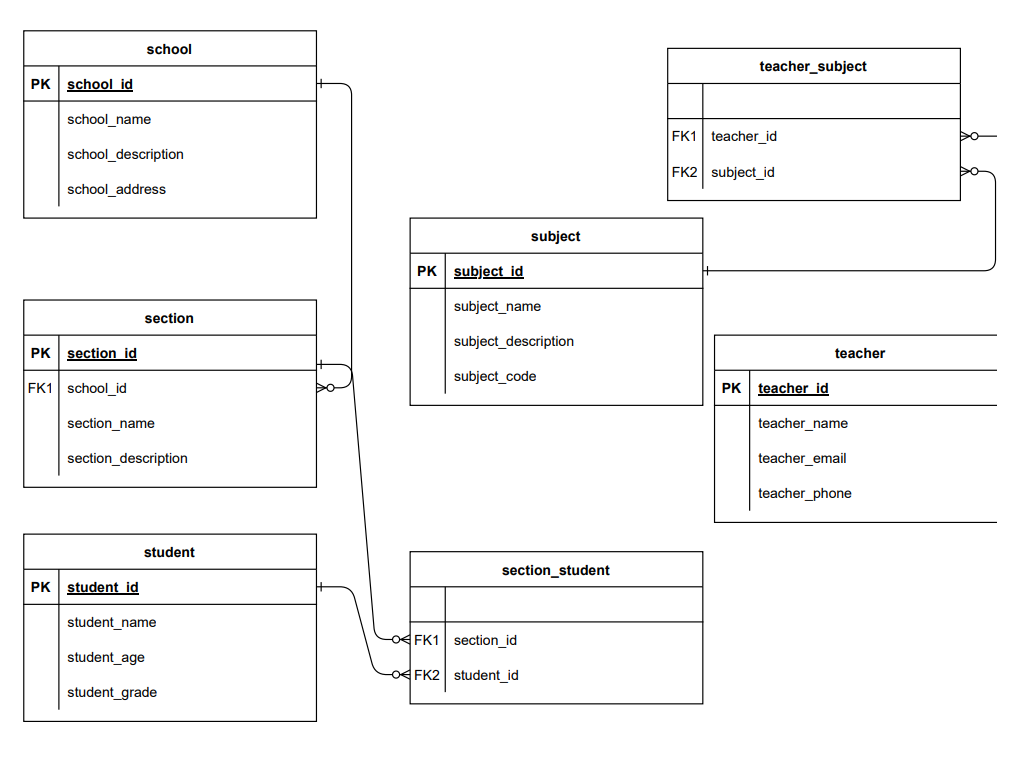 school
PK school_id
school_name
school_description
school_address
teacher_subject
FK1 teacher_id
FK2 subject_id
subject
PK subject_id
subject_name
subject_description
subject_code
section
PK section_id
FK1 school_id
section_name
section_description
teacher
PK teacher_id
teacher_name
teacher_email
teacher_phone
student
PK student_id
student_name
student_age
student_grade
section_student
FK1 section_id
FK2 student_id